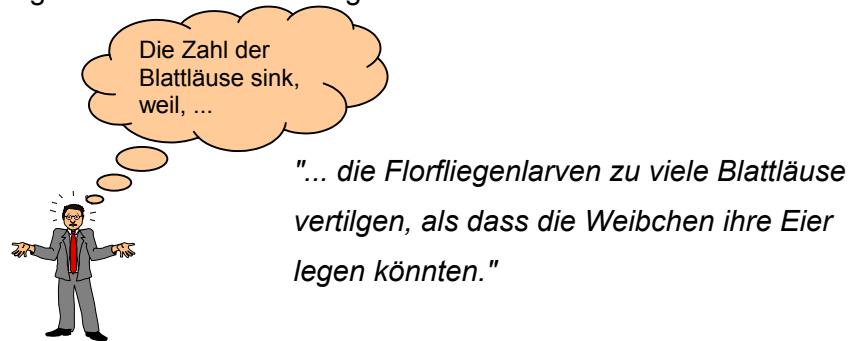 Die Zahl der
Blattläuse sink,
weil, ...
"... die Florfliegenlarven zu viele Blattläuse
vertilgen, als dass die Weibchen ihre Eier
legen könnten."